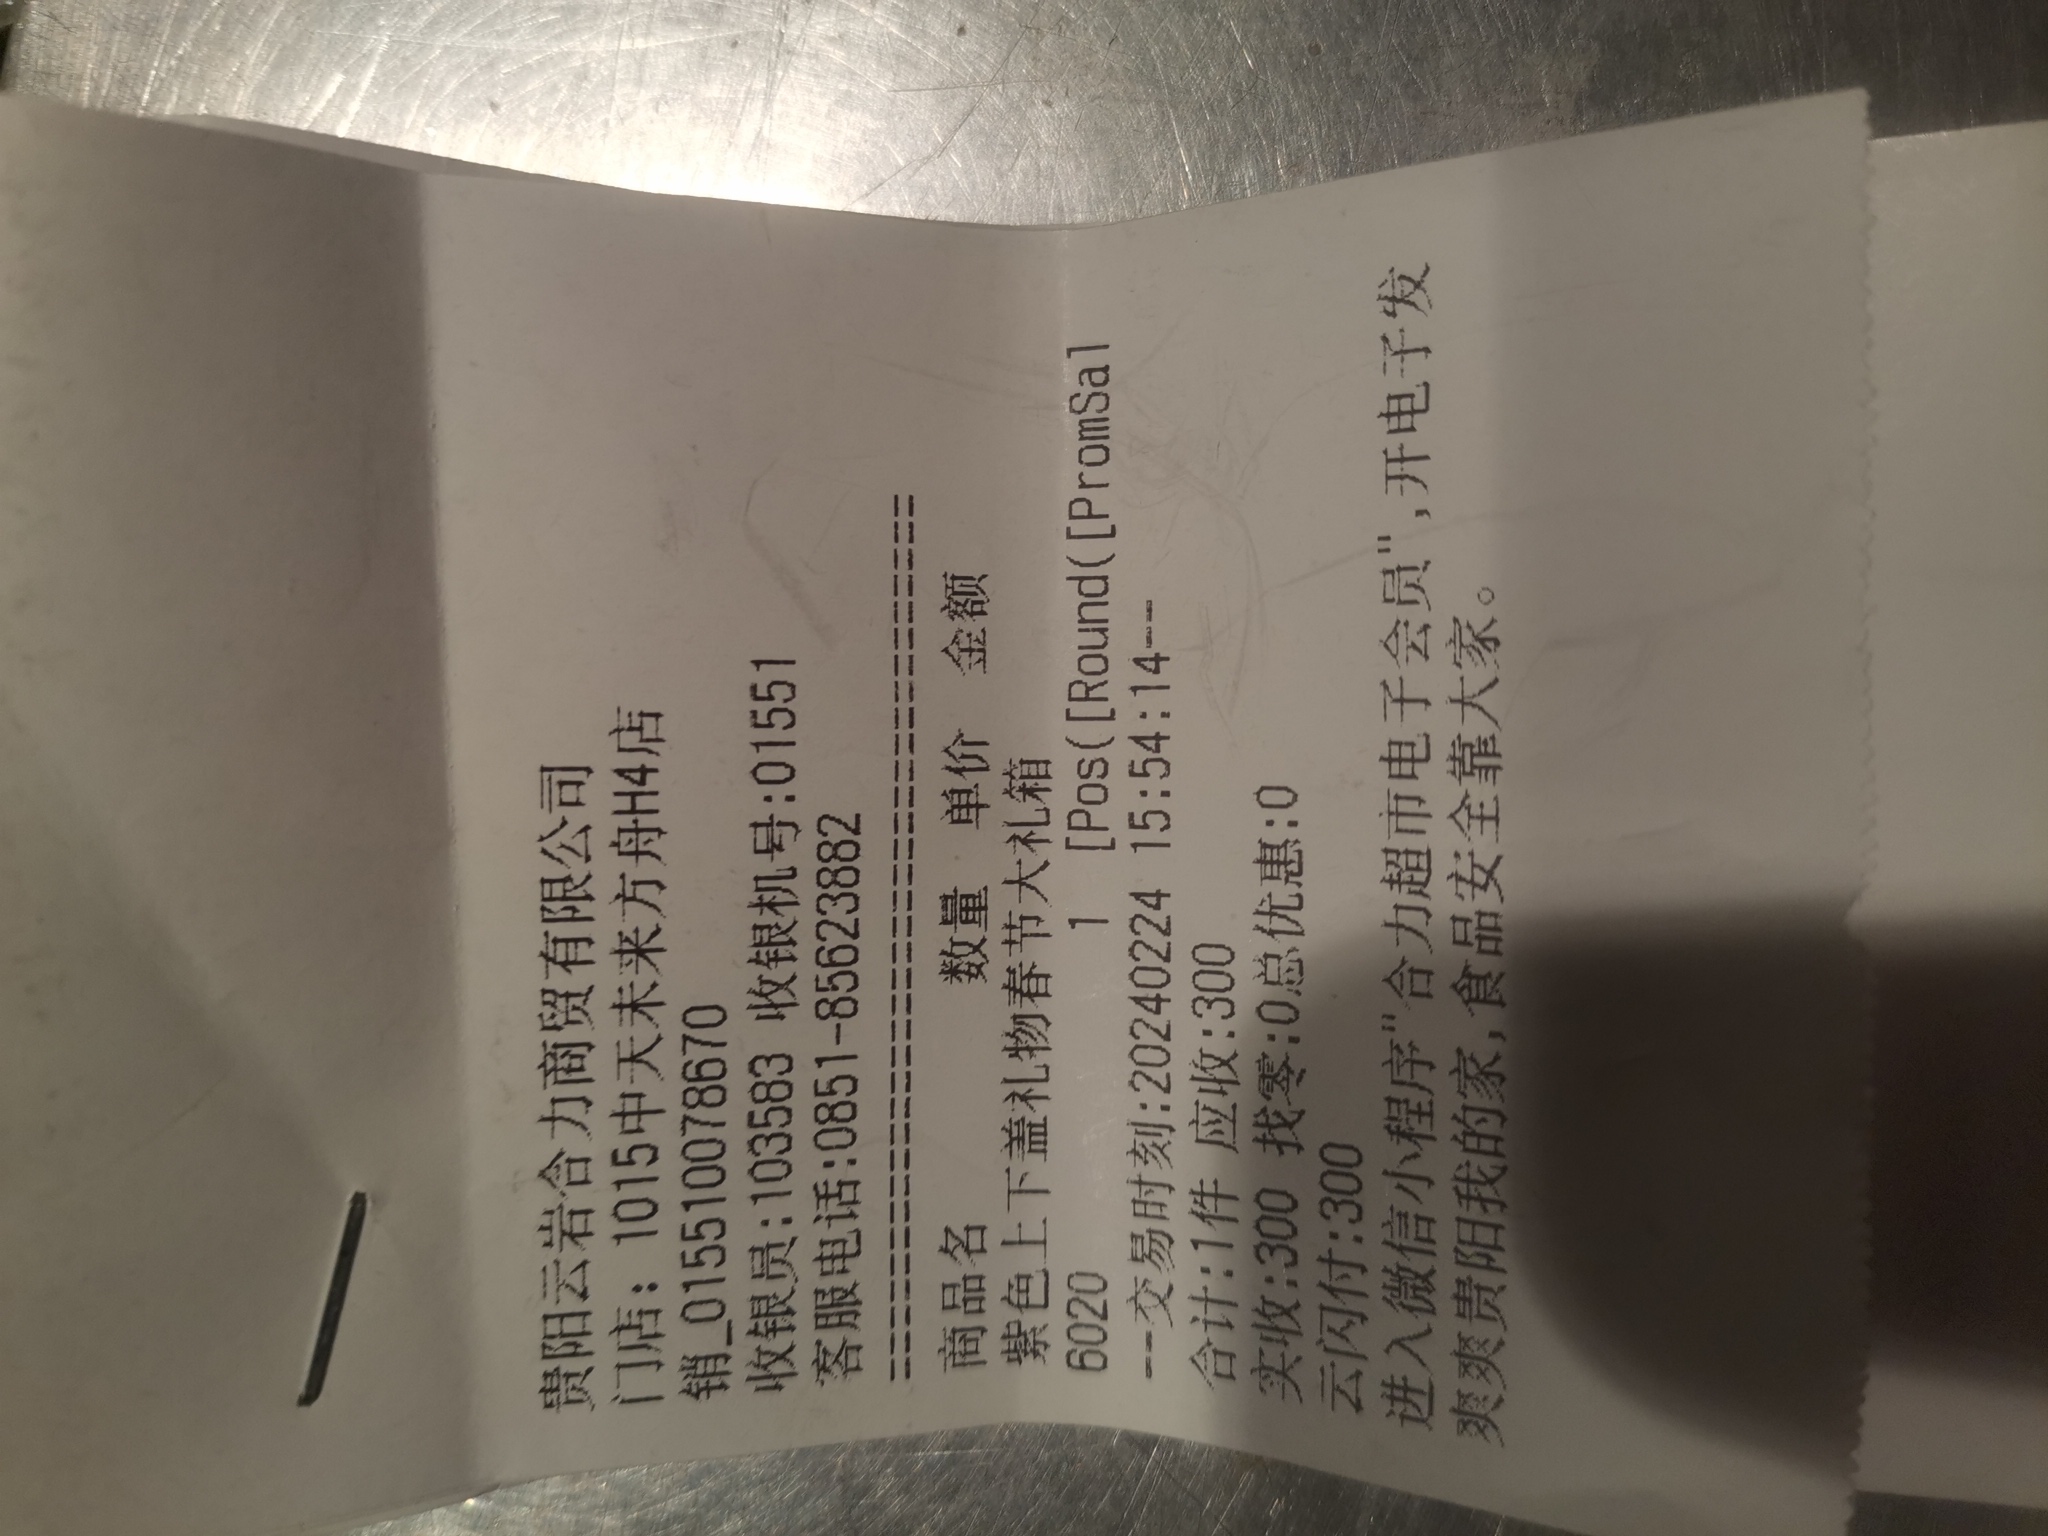 贵阳云岩合力商贸有限公司
门店: 1015中天未来方舟H4店
销_015510078670
收银员:103583 收银机号:01551
客服电话:0851-85623882
========================================
商品名 数量 单价 金额
紫色上下盖礼物春节大礼箱
6020 1 [Pos([Round([PromSal
--交易时刻:20240224 15:54:14--
合计:1件 应收:300
实收:300 找零:0总优惠:0
云闪付:300
进入微信小程序"合力超市电子会员",开电子发
爽爽贵阳我的家,食品安全靠大家。